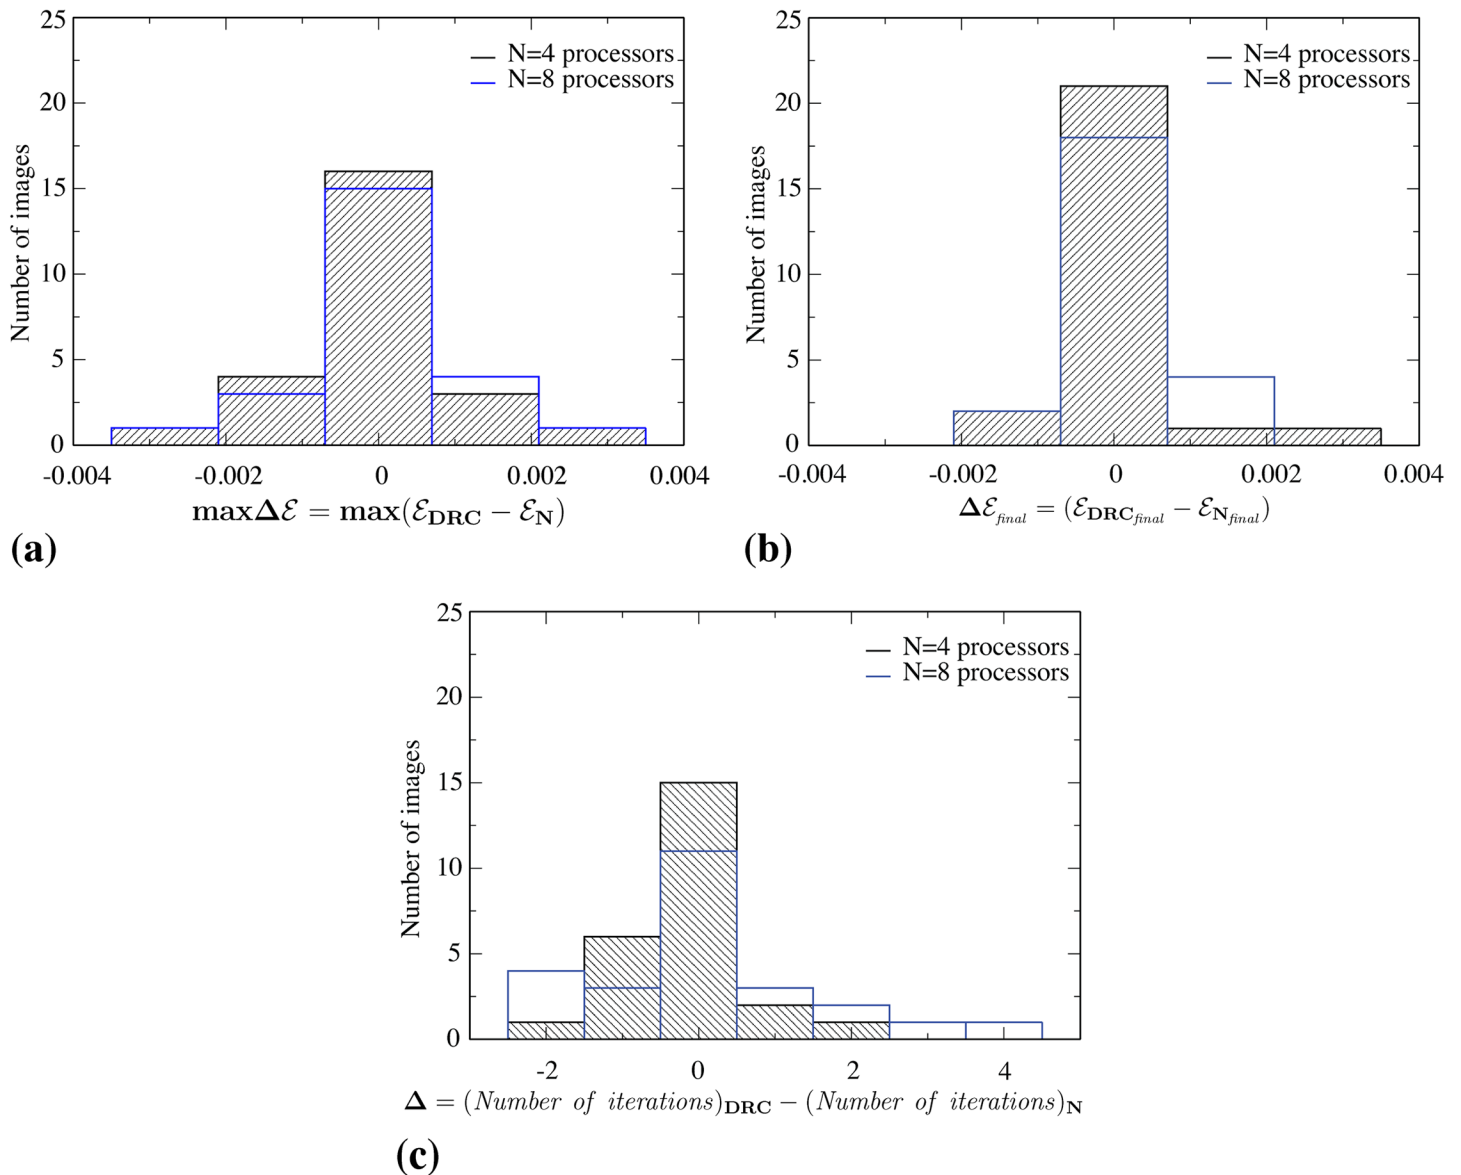 25
20
15
10
5
0
Number of images
N=4 processors
N=8 processors
-0.004 -0.002 0 0.002 0.004
maxΔℰ = max(ℰ_DRC − ℰ_N)
(a)
25
20
15
10
5
0
Number of images
N=4 processors
N=8 processors
-0.004 -0.002 0 0.002 0.004
Δℰ_final = (ℰ_DRC_final − ℰ_N_final)
(b)
25
20
15
10
5
0
Number of images
N=4 processors
N=8 processors
-2 0 2 4
Δ = (Number of iterations)_DRC − (Number of iterations)_N
(c)